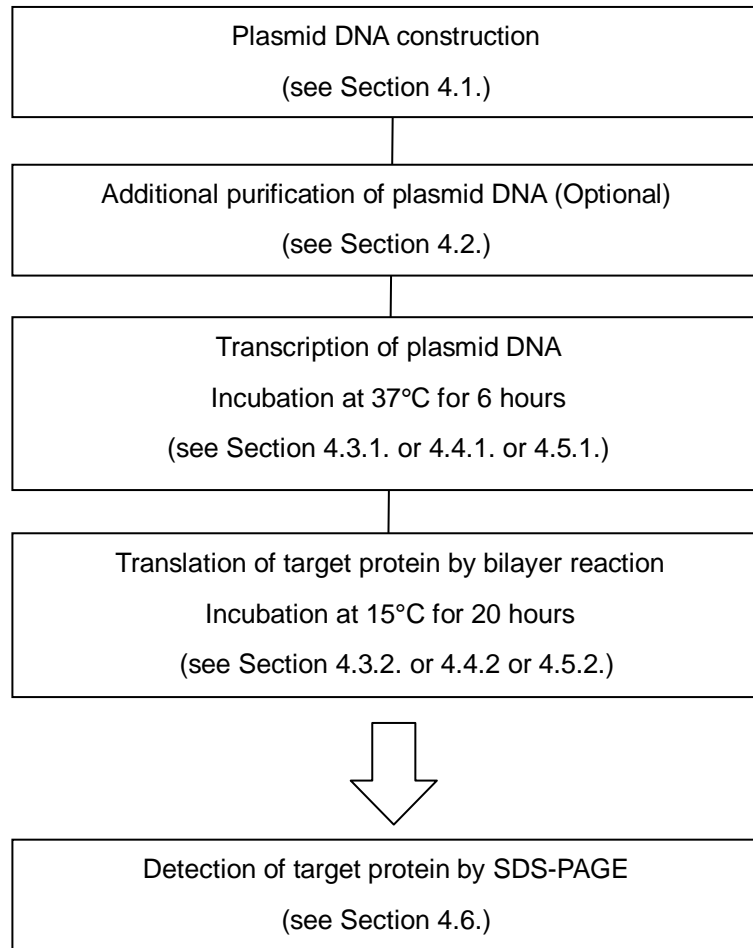 Plasmid DNA construction
(see Section 4.1.)
Additional purification of plasmid DNA (Optional)
(see Section 4.2.)
Transcription of plasmid DNA
Incubation at 37°C for 6 hours
(see Section 4.3.1. or 4.4.1. or 4.5.1.)
Translation of target protein by bilayer reaction
Incubation at 15°C for 20 hours
(see Section 4.3.2. or 4.4.2 or 4.5.2.)
Detection of target protein by SDS-PAGE
(see Section 4.6.)